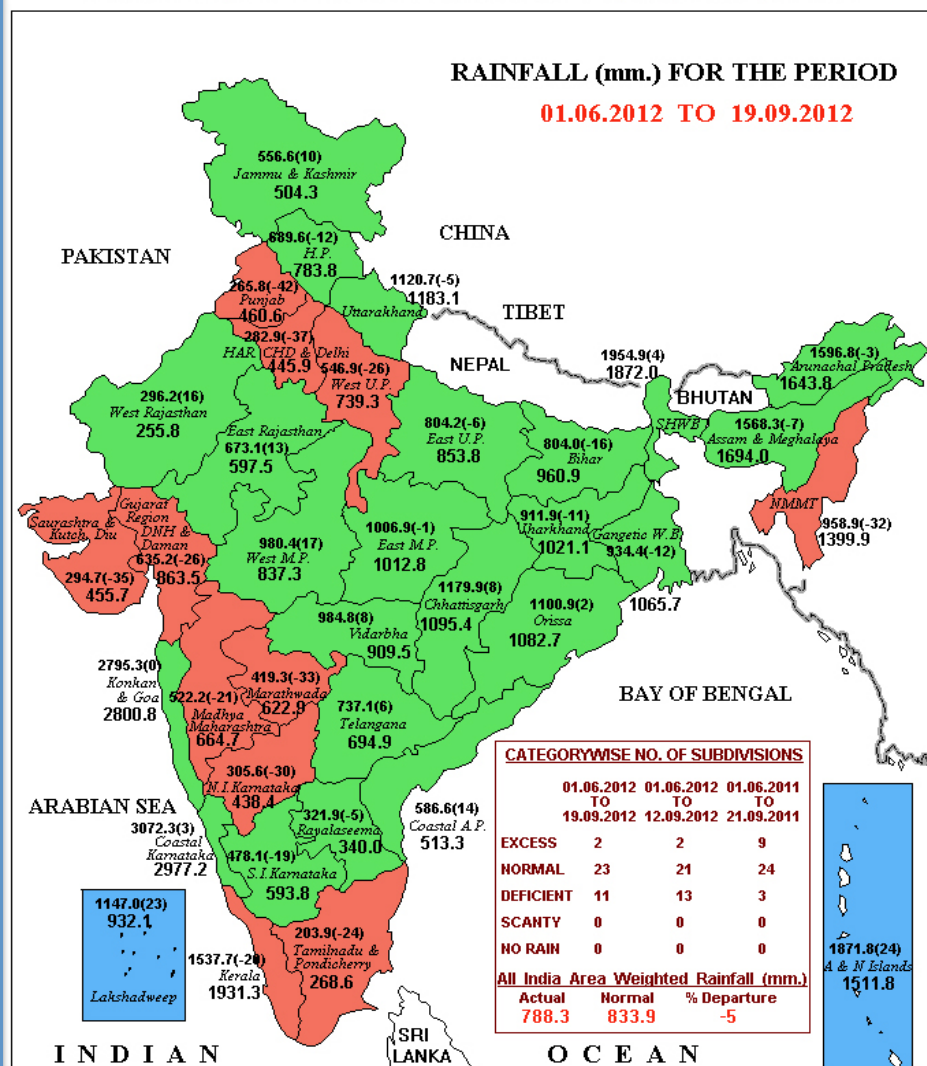 RAINFALL (mm.) FOR THE PERIOD
01.06.2012 TO 19.09.2012
556.6(10)
Jammu & Kashmir
504.3
CHINA
689.6(-12)
H.P.
783.8
PAKISTAN
1120.7(-5)
1183.1
Uttarakhand
TIBET
265.8(-42)
Punjab
460.6
282.9(-37)
HAR CHD & Delhi
445.9
546.9(-26)
West U.P.
739.3
NEPAL
1954.9(4)
1872.0
SHWB
BHUTAN
1596.8(-3)
Arunachal Pradesh
1643.8
1568.3(-7)
Assam & Meghalaya
1694.0
NMMT
958.9(-32)
1399.9
296.2(16)
West Rajasthan
255.8
East Rajasthan
673.1(13)
597.5
804.2(-6)
East U.P.
853.8
804.0(-16)
Bihar
960.9
Saurashtra &
Kutch, Diu
294.7(-35)
455.7
Gujarat
Region
DNH &
Daman
635.2(-26)
863.5
980.4(17)
West M.P.
837.3
1006.9(-1)
East M.P.
1012.8
911.9(-11)
Jharkhand
1021.1
Gangetic W.B
934.4(-12)
1065.7
1179.9(8)
Chhattisgarh
1095.4
1100.9(2)
Orissa
1082.7
984.8(8)
Vidarbha
909.5
2795.3(0)
Konkan
& Goa
2800.8
522.2(-21)
Madhya
Maharashtra
664.7
419.3(-33)
Marathwada
622.9
737.1(6)
Telangana
694.9
BAY OF BENGAL
305.6(-30)
N.I.Karnataka
438.4
ARABIAN SEA
3072.3(3)
Coastal
Karnataka
2977.2
321.9(-5)
Rayalaseema
340.0
586.6(14)
Coastal A.P.
513.3
478.1(-19)
S.I.Karnataka
593.8
1147.0(23)
932.1
Lakshadweep
1537.7(-20)
Kerala
1931.3
203.9(-24)
Tamilnadu &
Pondicherry
268.6
CATEGORYWISE NO. OF SUBDIVISIONS
01.06.2012 01.06.2012 01.06.2011
TO TO TO
19.09.2012 12.09.2012 21.09.2011
EXCESS 2 2 9
NORMAL 23 21 24
DEFICIENT 11 13 3
SCANTY 0 0 0
NO RAIN 0 0 0
All India Area Weighted Rainfall (mm.)
Actual Normal % Departure
788.3 833.9 -5
1871.8(24)
A & N Islands
1511.8
SRI
LANKA
INDIAN OCEAN